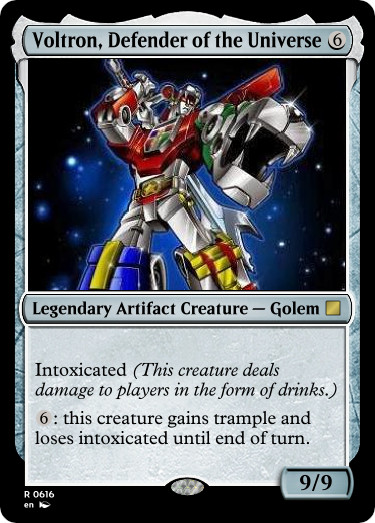 Voltron, Defender of the Universe 6
Legendary Artifact Creature — Golem
Intoxicated (This creature deals
damage to players in the form of drinks.)
6 : this creature gains trample and
loses intoxicated until end of turn.
9/9
R 0616
en